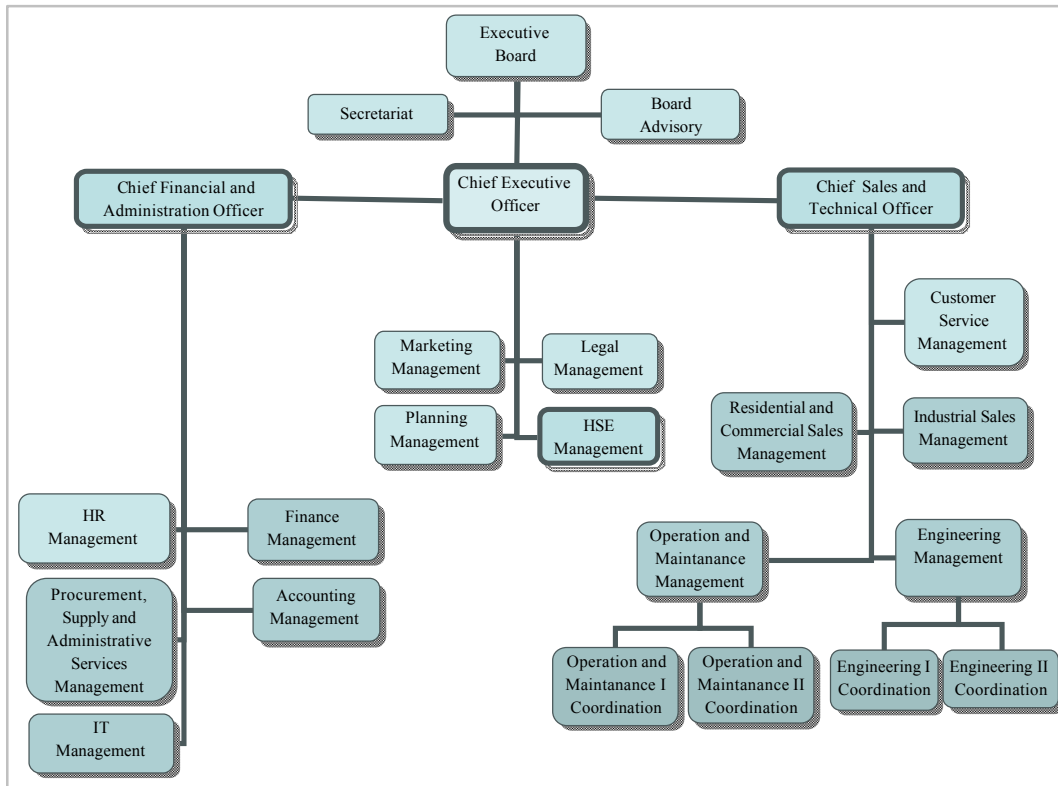 Executive
Board
Secretariat
Board
Advisory
Chief Financial and
Administration Officer
Chief Executive
Officer
Chief Sales and
Technical Officer
Customer
Service
Management
Marketing
Management
Legal
Management
Planning
Management
HSE
Management
Residential and
Commercial Sales
Management
Industrial Sales
Management
HR
Management
Finance
Management
Operation and
Maintanance
Management
Engineering
Management
Procurement,
Supply and
Administrative
Services
Management
Accounting
Management
Operation and
Maintanance I
Coordination
Operation and
Maintanance II
Coordination
Engineering I
Coordination
Engineering II
Coordination
IT
Management